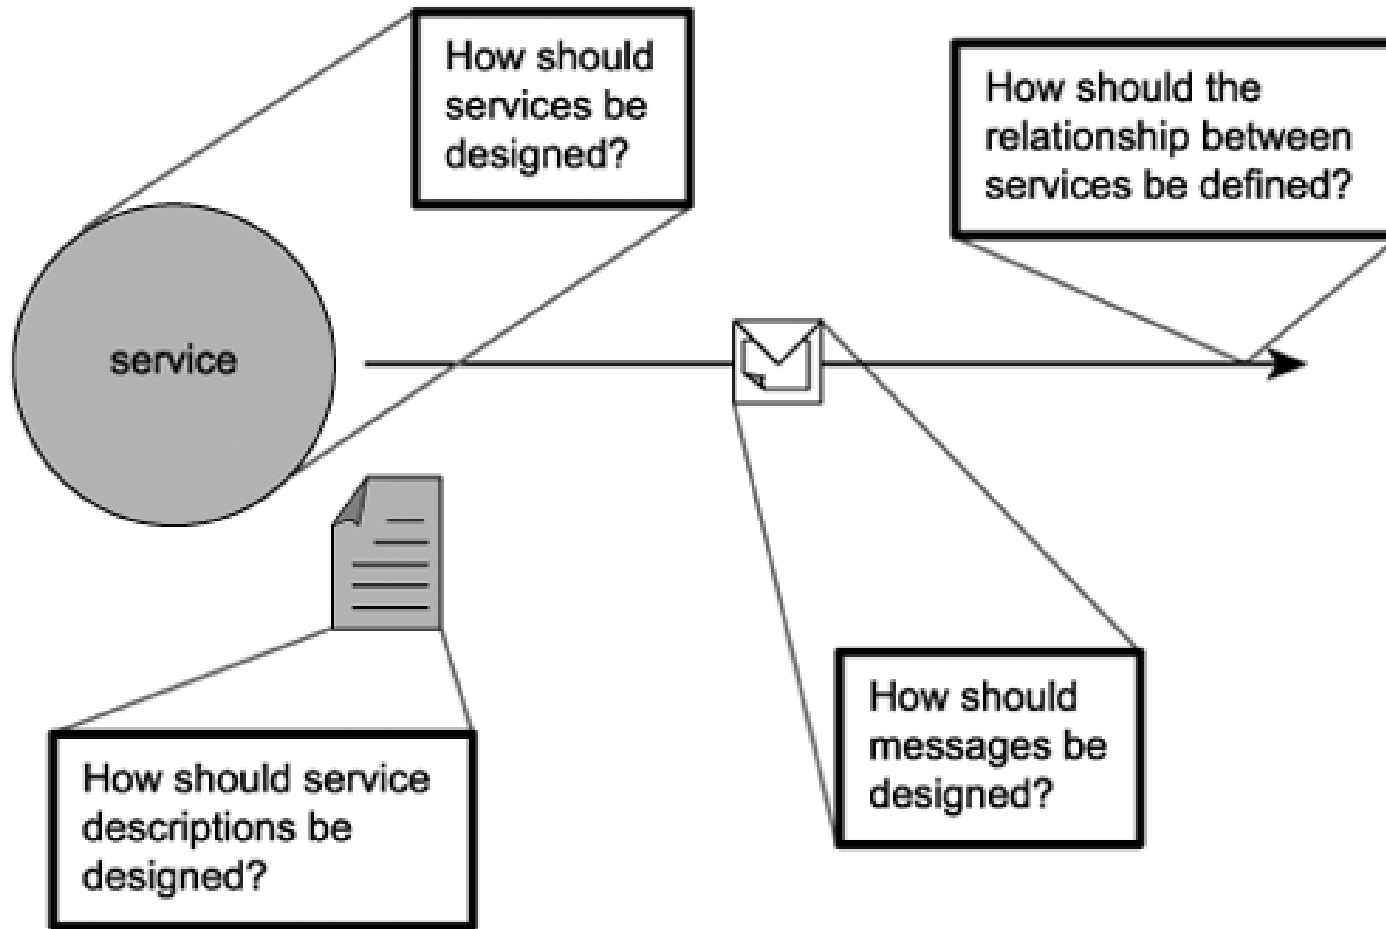 How should
services be
designed?
How should the
relationship between
services be defined?
service
How should
messages be
designed?
How should service
descriptions be
designed?